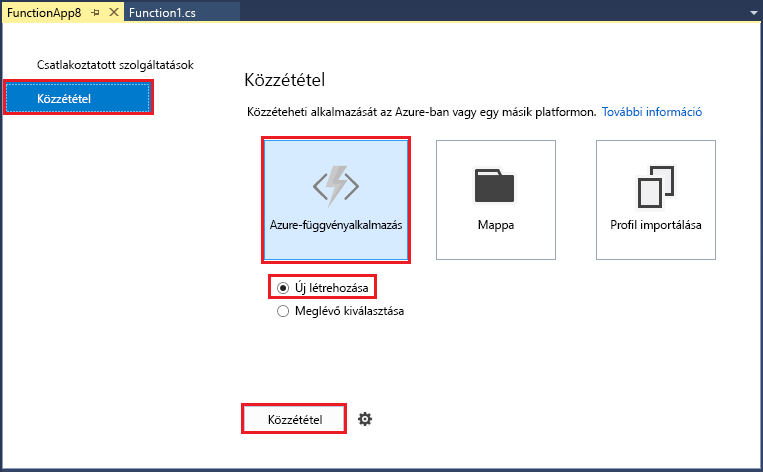 FunctionApp8
Function1.cs
Csatlakoztatott szolgáltatások
Közzététel
Közzététel
Közzéteheti alkalmazását az Azure-ban vagy egy másik platformon. További információ
Azure-függvényalkalmazás
Mappa
Profil importálása
Új létrehozása
Meglévő kiválasztása
Közzététel